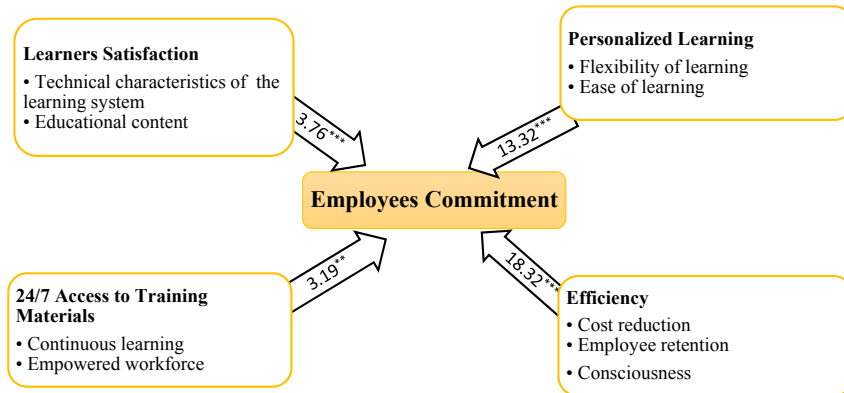 Learners Satisfaction
• Technical characteristics of the
learning system
• Educational content
3.76***
Personalized Learning
• Flexibility of learning
• Ease of learning
13.32***
Employees Commitment
24/7 Access to Training
Materials
• Continuous learning
• Empowered workforce
3.19**
Efficiency
• Cost reduction
• Employee retention
• Consciousness
18.32***